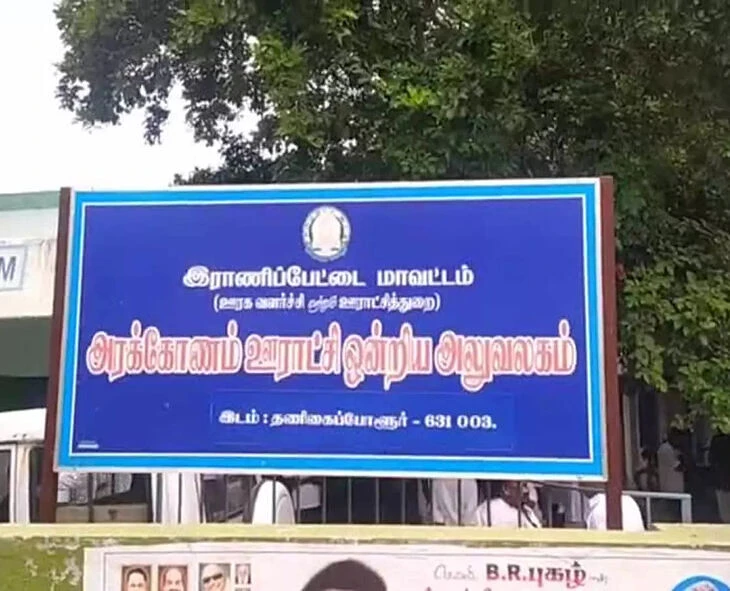 இராணிப்பேட்டை மாவட்டம்
(ஊரக வளர்ச்சி மற்றும் ஊராட்சித்துறை)
அரக்கோணம் ஊராட்சி ஒன்றிய அலுவலகம்
இடம் : தணிகைப்போளூர் - 631 003.
M
B.R.புகழ்